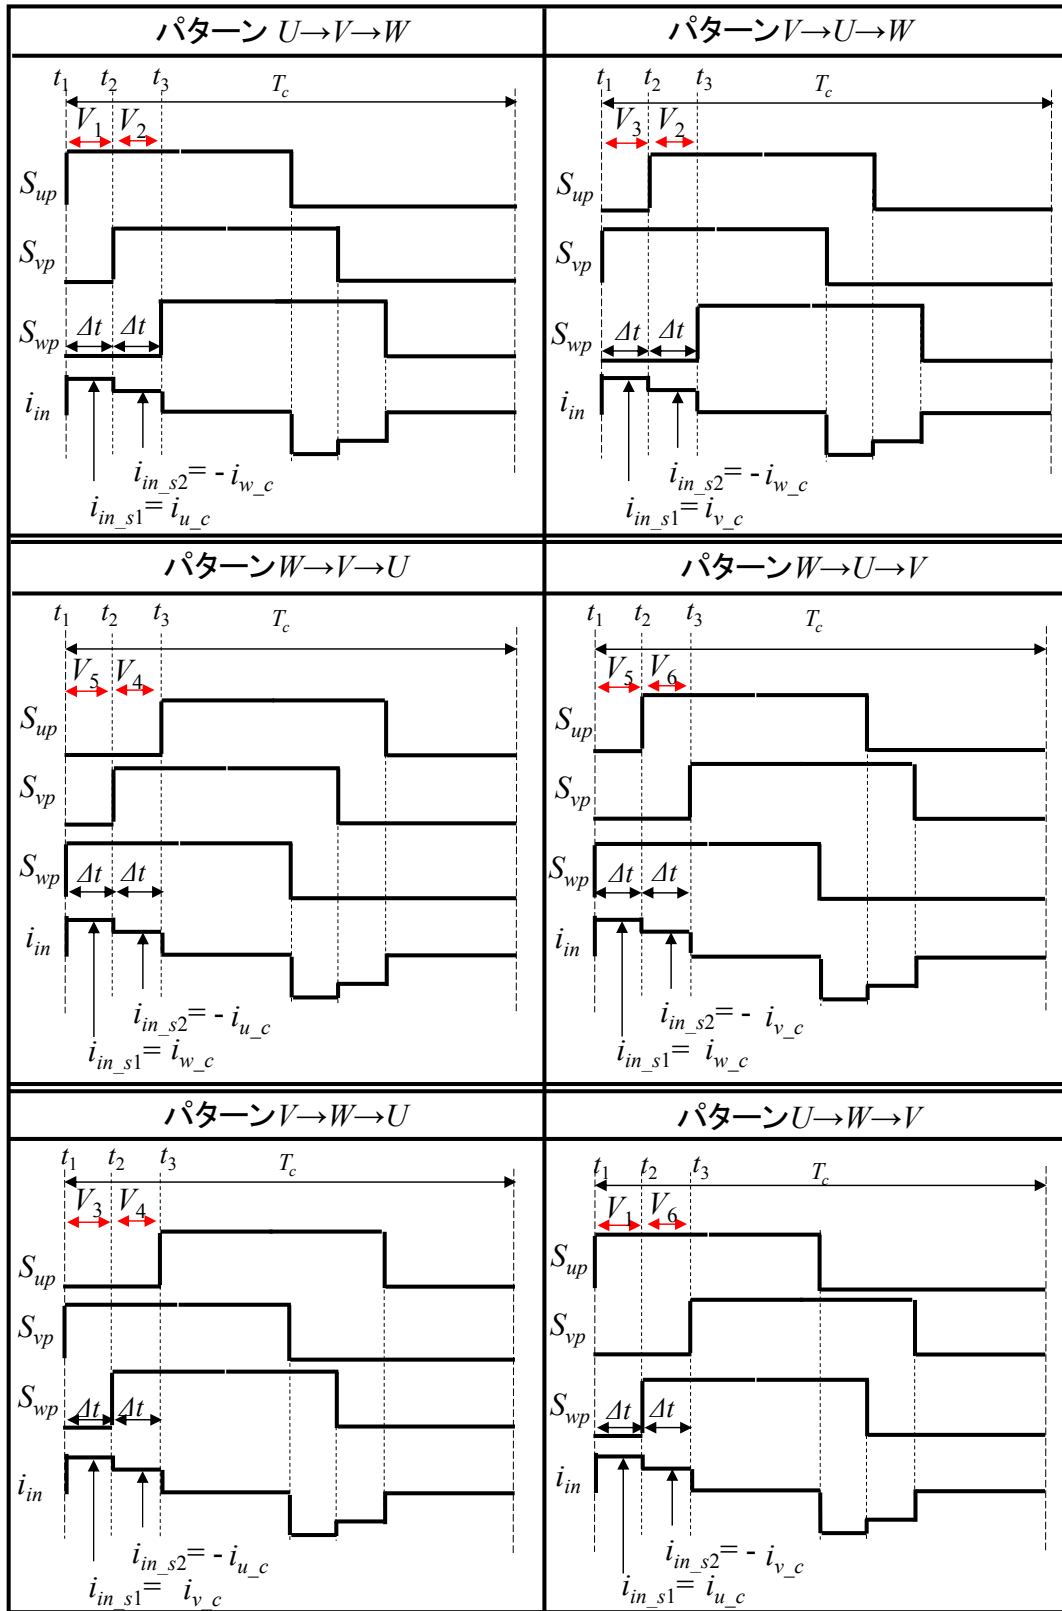 パターン U→V→W
t1 t2 t3 Tc
V1 V2
Sup
Svp
Swp Δt Δt
iin
iin_s2= - iw_c
iin_s1= iu_c
パターンV→U→W
t1 t2 t3 Tc
V3 V2
Sup
Svp
Swp Δt Δt
iin
iin_s2= - iw_c
iin_s1= iv_c
パターンW→V→U
t1 t2 t3 Tc
V5 V4
Sup
Svp
Swp Δt Δt
iin
iin_s2= - iu_c
iin_s1= iw_c
パターンW→U→V
t1 t2 t3 Tc
V5 V6
Sup
Svp
Swp Δt Δt
iin
iin_s2= - iv_c
iin_s1= iw_c
パターンV→W→U
t1 t2 t3 Tc
V3 V4
Sup
Svp
Swp Δt Δt
iin
iin_s2= - iu_c
iin_s1= iv_c
パターンU→W→V
t1 t2 t3 Tc
V1 V6
Sup
Svp
Swp Δt Δt
iin
iin_s2= - iv_c
iin_s1= iu_c